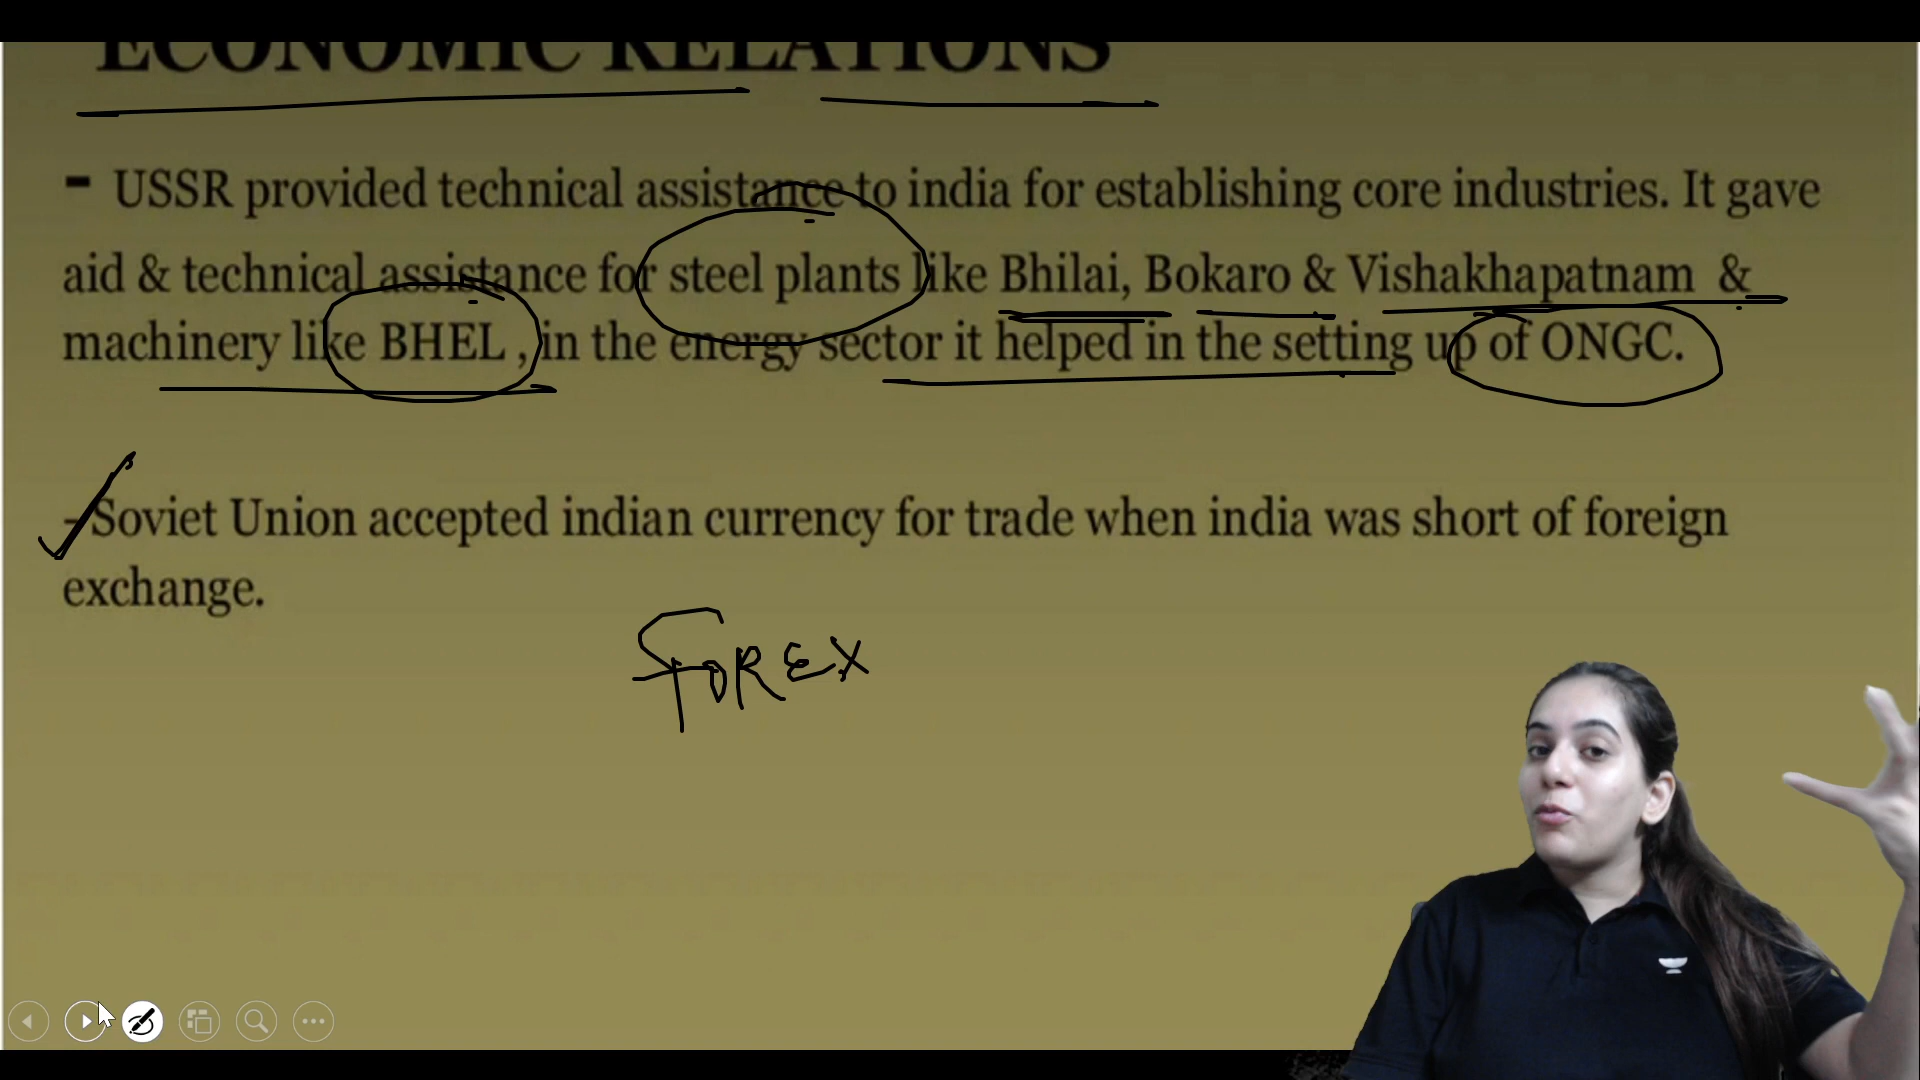 ECONOMIC RELATIONS
- USSR provided technical assistance to india for establishing core industries. It gave
aid & technical assistance for steel plants like Bhilai, Bokaro & Vishakhapatnam &
machinery like BHEL , in the energy sector it helped in the setting up of ONGC.
- Soviet Union accepted indian currency for trade when india was short of foreign
exchange.
FOREX